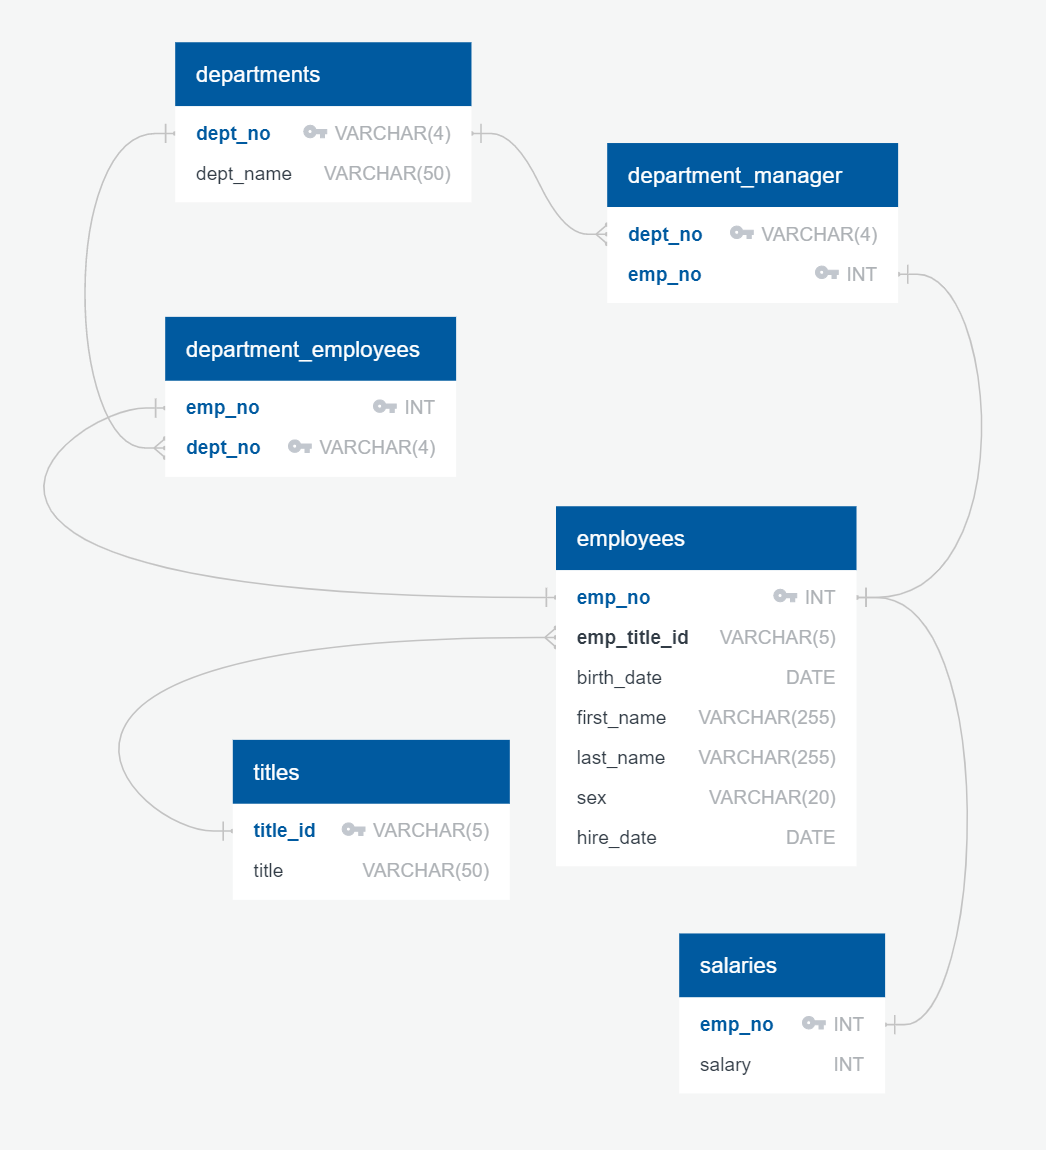 departments
dept_no VARCHAR(4)
dept_name VARCHAR(50)
department_manager
dept_no VARCHAR(4)
emp_no INT
department_employees
emp_no INT
dept_no VARCHAR(4)
employees
emp_no INT
emp_title_id VARCHAR(5)
birth_date DATE
first_name VARCHAR(255)
last_name VARCHAR(255)
sex VARCHAR(20)
hire_date DATE
titles
title_id VARCHAR(5)
title VARCHAR(50)
salaries
emp_no INT
salary INT